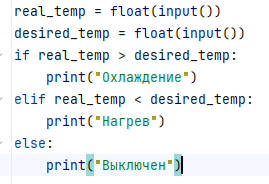 real_temp = float(input())
desired_temp = float(input())
if real_temp > desired_temp:
    print("Охлаждение")
elif real_temp < desired_temp:
    print("Нагрев")
else:
    print("Выключен")